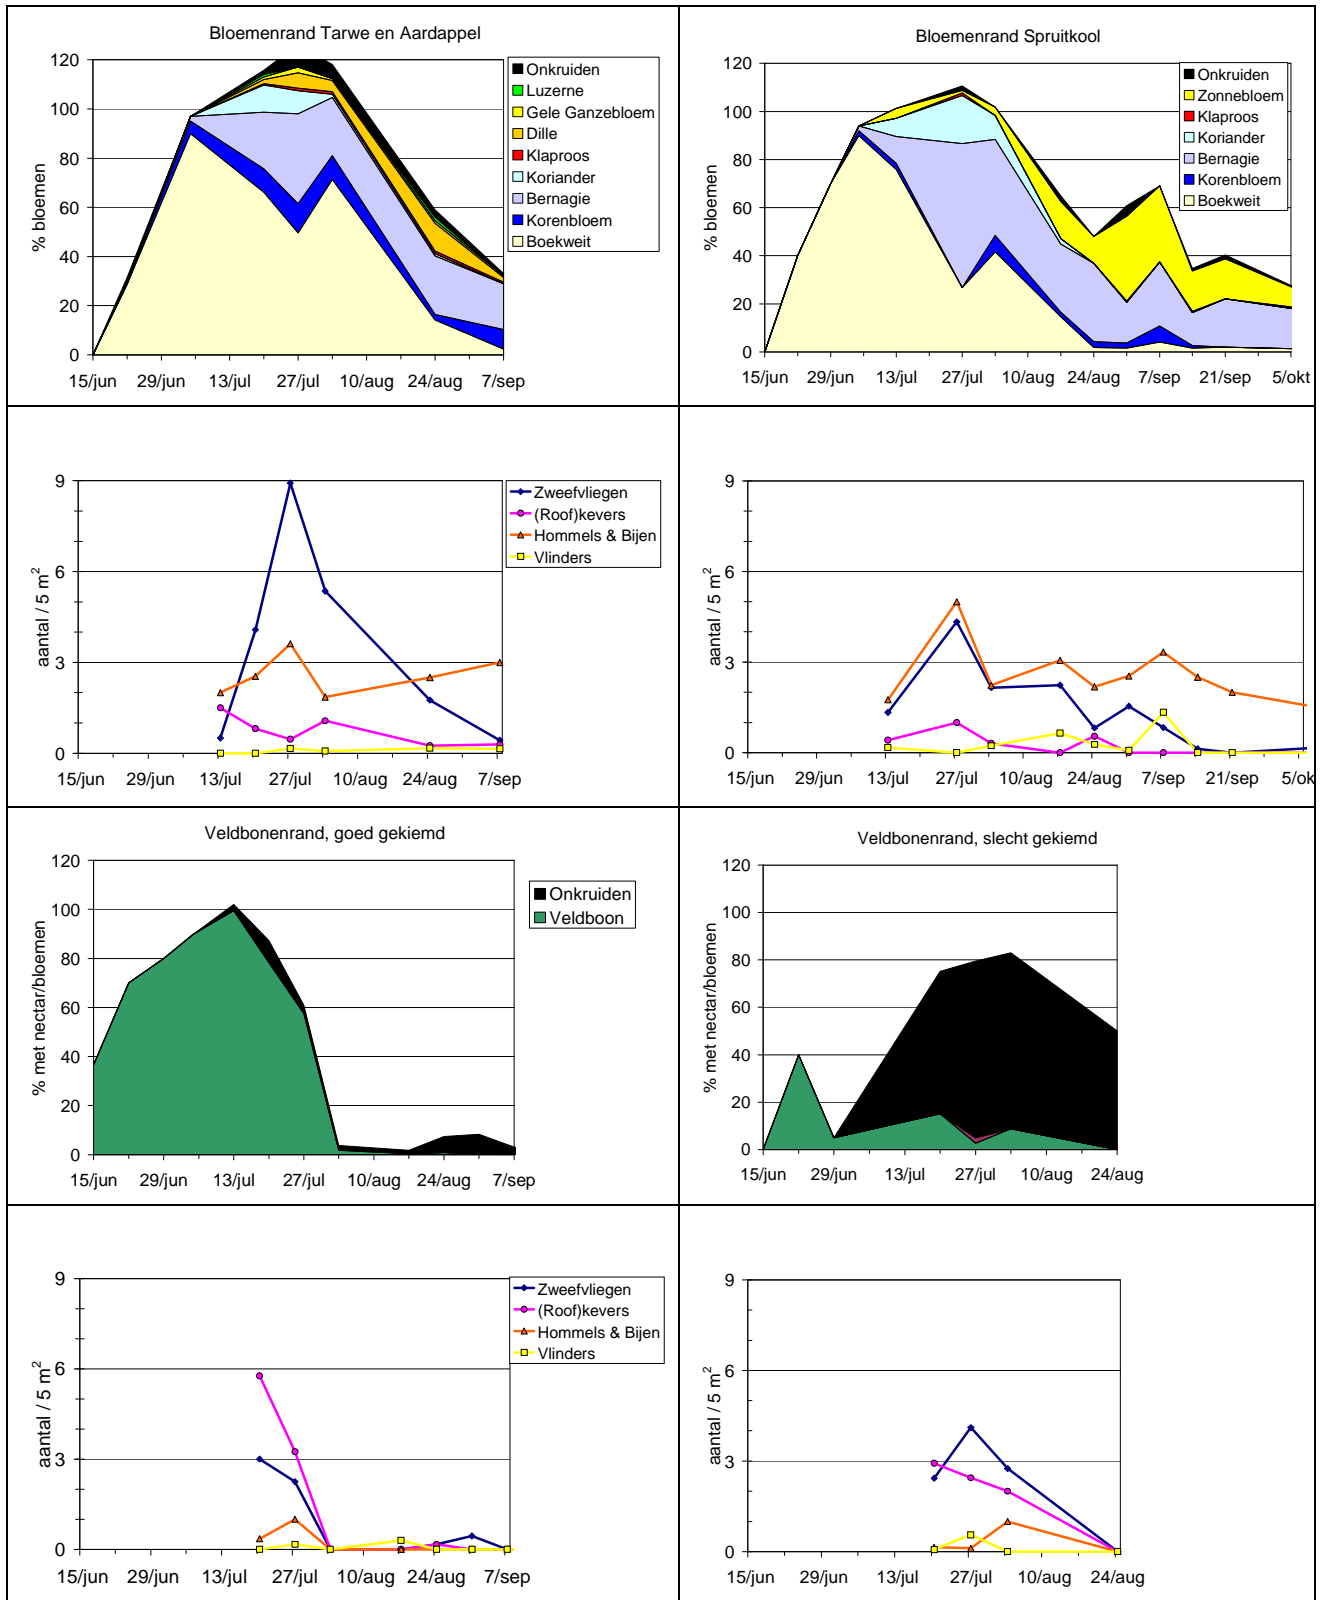 Bloemenrand Tarwe en Aardappel
% bloemen
120
100
80
60
40
20
0
15/jun 29/jun 13/jul 27/jul 10/aug 24/aug 7/sep
Onkruiden
Luzerne
Gele Ganzebloem
Dille
Klaproos
Koriander
Bernagie
Korenbloem
Boekweit
Bloemenrand Spruitkool
% bloemen
120
100
80
60
40
20
0
15/jun 29/jun 13/jul 27/jul 10/aug 24/aug 7/sep 21/sep 5/okt
Onkruiden
Zonnebloem
Klaproos
Koriander
Bernagie
Korenbloem
Boekweit
aantal / 5 m²
9
6
3
0
15/jun 29/jun 13/jul 27/jul 10/aug 24/aug 7/sep
Zweefvliegen
(Roof)kevers
Hommels & Bijen
Vlinders
aantal / 5 m²
9
6
3
0
15/jun 29/jun 13/jul 27/jul 10/aug 24/aug 7/sep 21/sep 5/ok
Veldbonenrand, goed gekiemd
% met nectar/bloemen
120
100
80
60
40
20
0
15/jun 29/jun 13/jul 27/jul 10/aug 24/aug 7/sep
Onkruiden
Veldboon
Veldbonenrand, slecht gekiemd
% met nectar/bloemen
120
100
80
60
40
20
0
15/jun 29/jun 13/jul 27/jul 10/aug 24/aug
aantal / 5 m²
9
6
3
0
15/jun 29/jun 13/jul 27/jul 10/aug 24/aug 7/sep
Zweefvliegen
(Roof)kevers
Hommels & Bijen
Vlinders
aantal / 5 m²
9
6
3
0
15/jun 29/jun 13/jul 27/jul 10/aug 24/aug